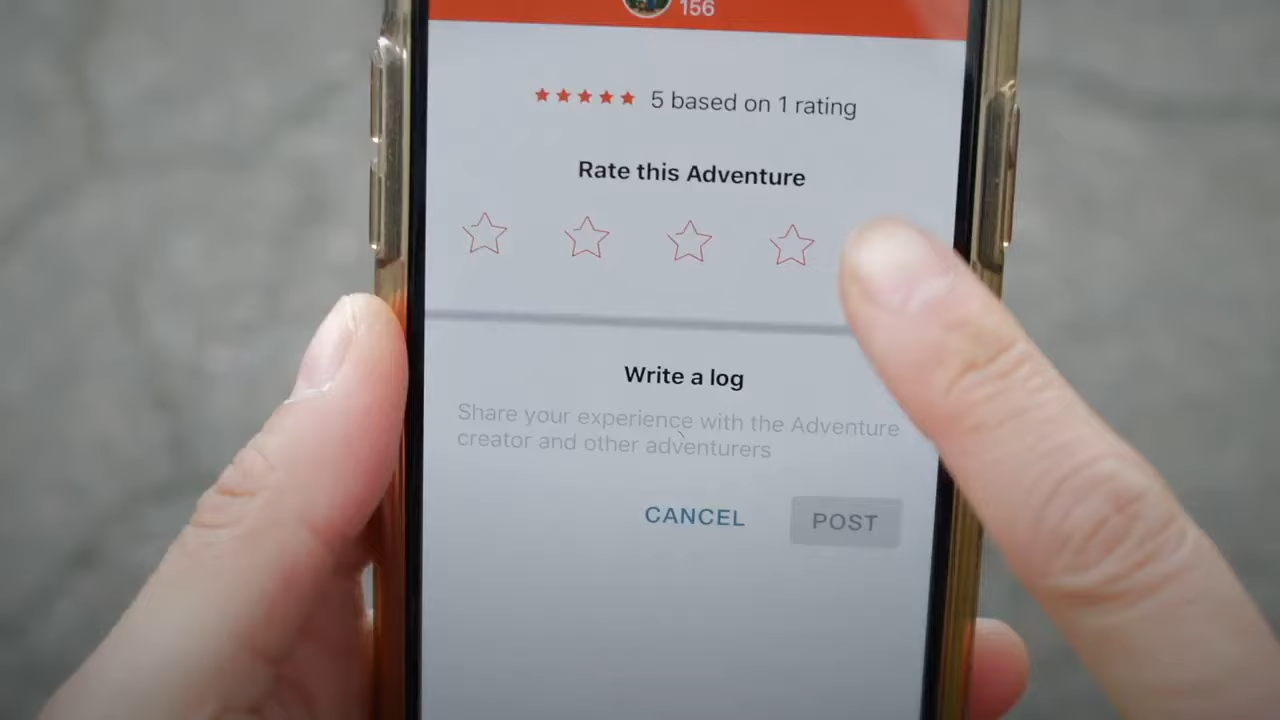 156
5 based on 1 rating
Rate this Adventure
Write a log
Share your experience with the Adventure
creator and other adventurers
CANCEL
POST